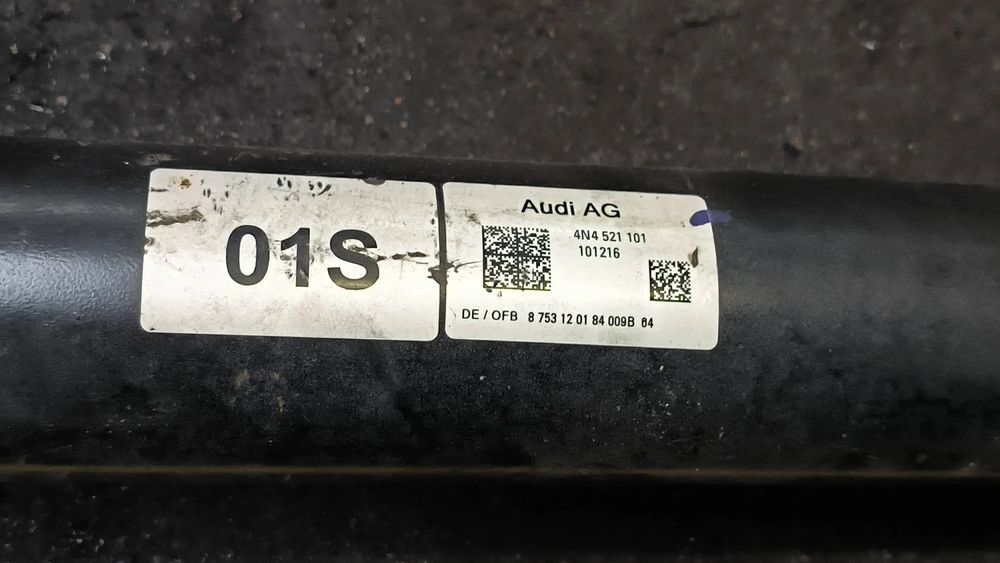 01S
Audi AG
4N4 521 101
101216
DE / OFB 8 753 12 01 84 009B 64